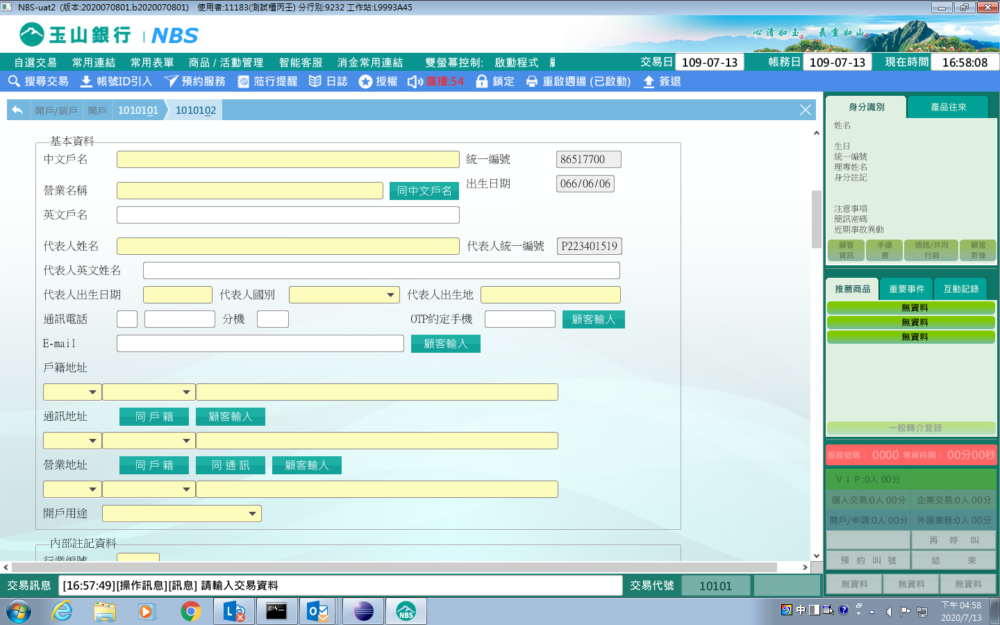 NBS-uat2 (版本:2020070801.b2020070801) 使用者:11183(測試櫃丙壬) 分行別:9232 工作站:L9993A45
玉山銀行 | NBS
心清如玉 義重如山
自選交易 常用連結 常用表單 商品 / 活動管理 智能客服 消金常用連結 雙螢幕控制: 啟動程式
交易日 109-07-13 帳務日 109-07-13 現在時間 16:58:08
搜尋交易 帳號ID引入 預約服務 蒞行提醒 日誌 授權 廣播:54 鎖定 重啟週邊 (已啟動) 簽退
開戶/銷戶 開戶 1010101 1010102
基本資料
中文戶名 統一編號 86517700
營業名稱 同中文戶名 出生日期 066/06/06
英文戶名
代表人姓名 代表人統一編號 P223401519
代表人英文姓名
代表人出生日期 代表人國別 代表人出生地
通訊電話 分機 OTP約定手機 顧客輸入
E-mail 顧客輸入
戶籍地址
通訊地址 同 戶 籍 顧客輸入
營業地址 同 戶 籍 同 通 訊 顧客輸入
開戶用途
內部註記資料
行業編號
身分識別 產品往來
姓名
生日
統一編號
理專姓名
身分註記
注意事項
簡訊密碼
近期事故異動
顧客資訊 手續費 通路/共同行銷 顧客影像
推薦商品 重要事件 互動記錄
無資料
無資料
無資料
一般轉介登錄
服務號碼： 0000 等候時間： 00分00秒
ＶＩＰ:0人 00分
個人交易:0人 00分 企業交易:0人 00分
開戶/申請:0人 00分 外匯業務:0人 00分
再 呼 叫
預 約 叫 號 結 束
無資料 無資料 無資料
交易訊息 [16:57:49][操作訊息][訊息] 請輸入交易資料 交易代號 10101
中
下午 04:58
2020/7/13